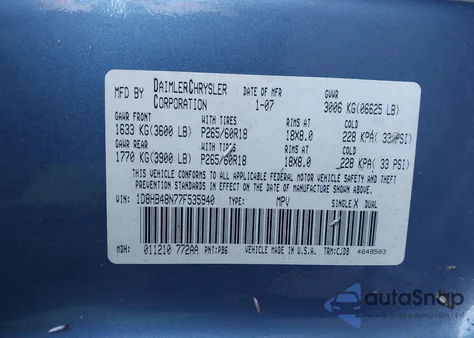 DAIMLERCHRYSLER CORPORATION
DATE OF MFR 1-07
GVWR 3006 KG(06625 LB)
GAWR FRONT WITH TIRES RIMS AT COLD
1633 KG(3600 LB) P265/60R18 18X8.0 228 KPA( 33 PSI)
GAWR REAR WITH TIRES RIMS AT COLD
1770 KG(3900 LB) P265/60R18 18X8.0 228 KPA( 33 PSI)
THIS VEHICLE CONFORMS TO ALL
APPLICABLE FEDERAL MOTOR VEHICLE SAFETY, BUMPER AND
THEFT PREVENTION STANDARDS IN EFFECT ON THE DATE OF
MANUFACTURE SHOWN ABOVE.
VIN: 1D8HB48N77F535940 TYPE: MPV SINGLE X DUAL
1
MDH: 011210 772AA PNT:PB6 VEHICLE MADE IN U.S.A. TRM:CJDB 4648503
autoSnap